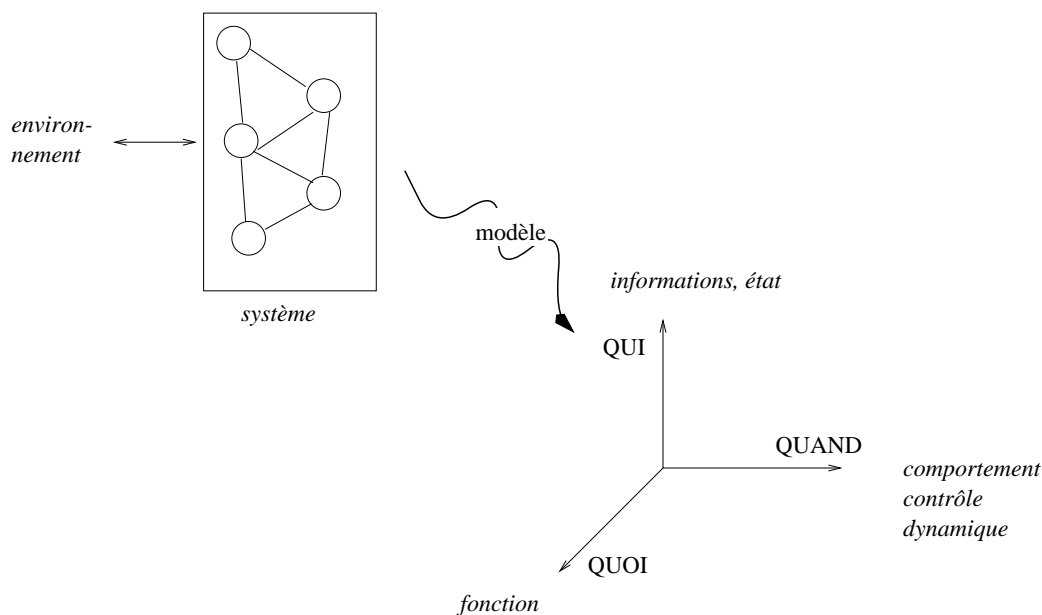 environ-
nement
système
modèle
informations, état
QUI
QUAND
comportement
contrôle
dynamique
QUOI
fonction